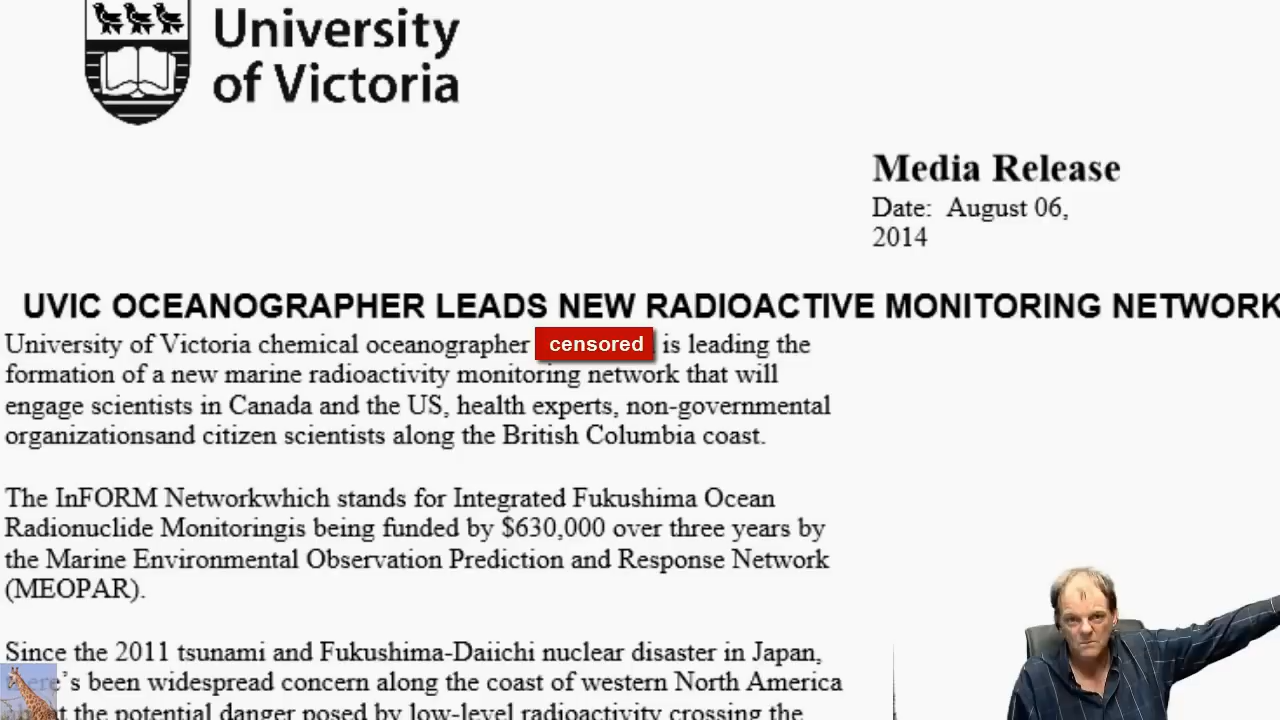 University
of Victoria
Media Release
Date: August 06,
2014
UVIC OCEANOGRAPHER LEADS NEW RADIOACTIVE MONITORING NETWORK
University of Victoria chemical oceanographer censored is leading the
formation of a new marine radioactivity monitoring network that will
engage scientists in Canada and the US, health experts, non-governmental
organizationsand citizen scientists along the British Columbia coast.
The InFORM Networkwhich stands for Integrated Fukushima Ocean
Radionuclide Monitoringis being funded by $630,000 over three years by
the Marine Environmental Observation Prediction and Response Network
(MEOPAR).
Since the 2011 tsunami and Fukushima-Daiichi nuclear disaster in Japan,
been widespread concern along the coast of western North America
the potential danger posed by low-level radioactivity crossing the